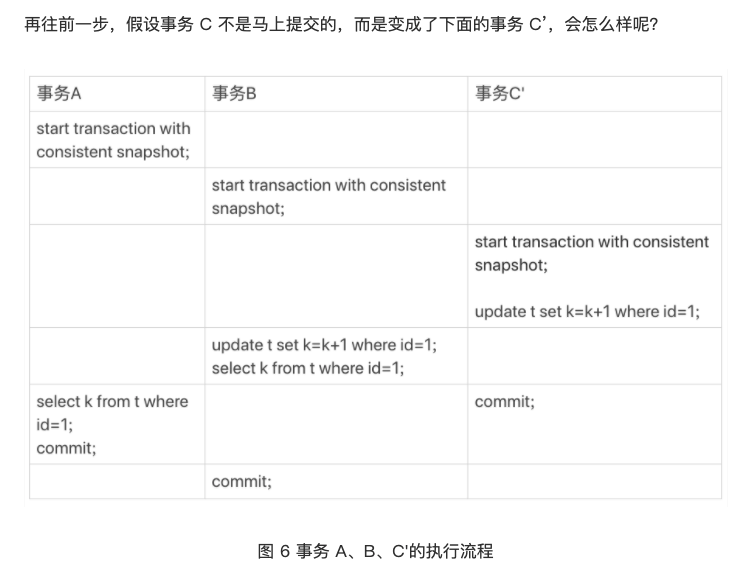 再往前一步，假设事务 C 不是马上提交的，而是变成了下面的事务 C’，会怎么样呢？
事务A
事务B
事务C'
start transaction with
consistent snapshot;
start transaction with consistent
snapshot;
start transaction with consistent
snapshot;
update t set k=k+1 where id=1;
update t set k=k+1 where id=1;
select k from t where id=1;
select k from t where
id=1;
commit;
commit;
commit;
图 6 事务 A、B、C'的执行流程